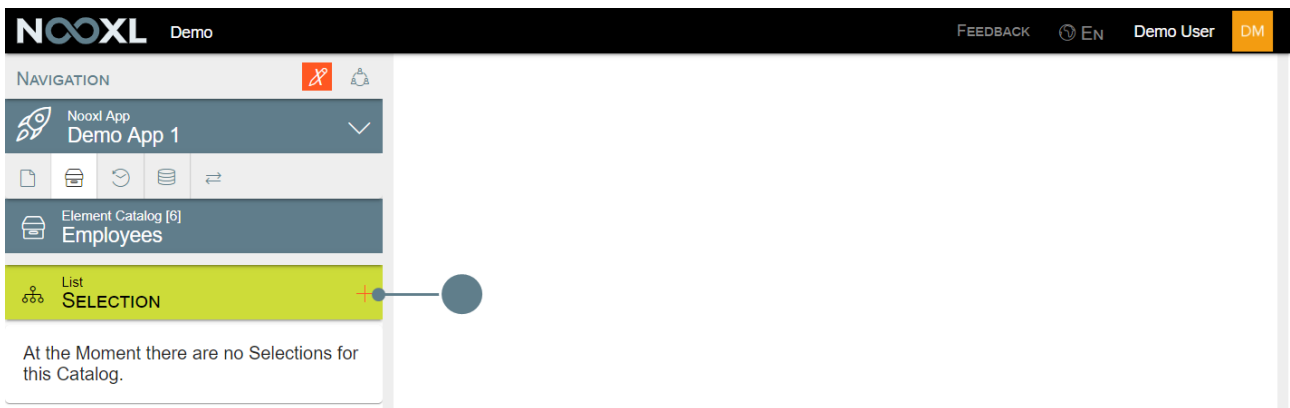 NOOXL Demo FEEDBACK EN Demo User DM
NAVIGATION
Nooxl App
Demo App 1
Element Catalog [6]
Employees
List
SELECTION
At the Moment there are no Selections for
this Catalog.